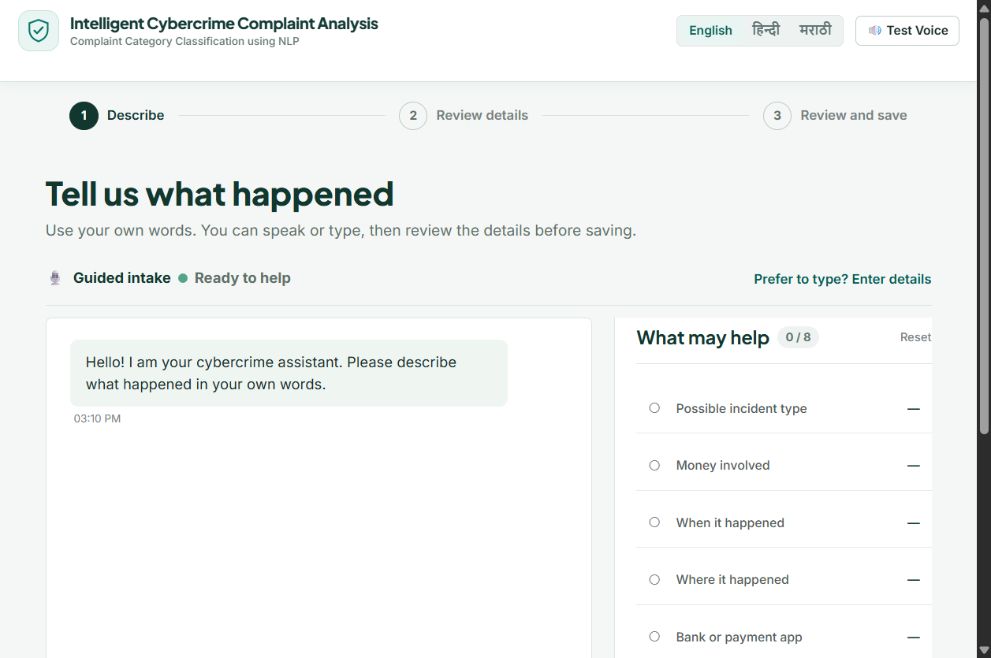 Intelligent Cybercrime Complaint Analysis
Complaint Category Classification using NLP
English हिन्दी मराठी Test Voice
1 Describe 2 Review details 3 Review and save
Tell us what happened
Use your own words. You can speak or type, then review the details before saving.
Guided intake Ready to help
Prefer to type? Enter details
Hello! I am your cybercrime assistant. Please describe
what happened in your own words.
03:10 PM
What may help 0 / 8 Reset
Possible incident type —
Money involved —
When it happened —
Where it happened —
Bank or payment app —